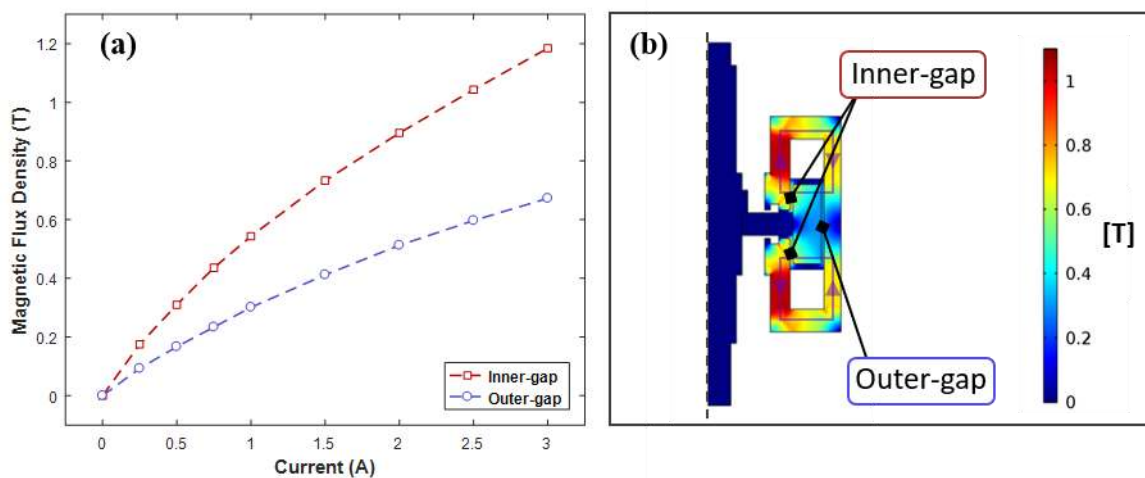 (a)
Magnetic Flux Density (T)
1.2
1
0.8
0.6
0.4
0.2
0
0 0.5 1 1.5 2 2.5 3
Current (A)
Inner-gap
Outer-gap
(b)
Inner-gap
Outer-gap
1
0.8
0.6
0.4
0.2
0
[T]